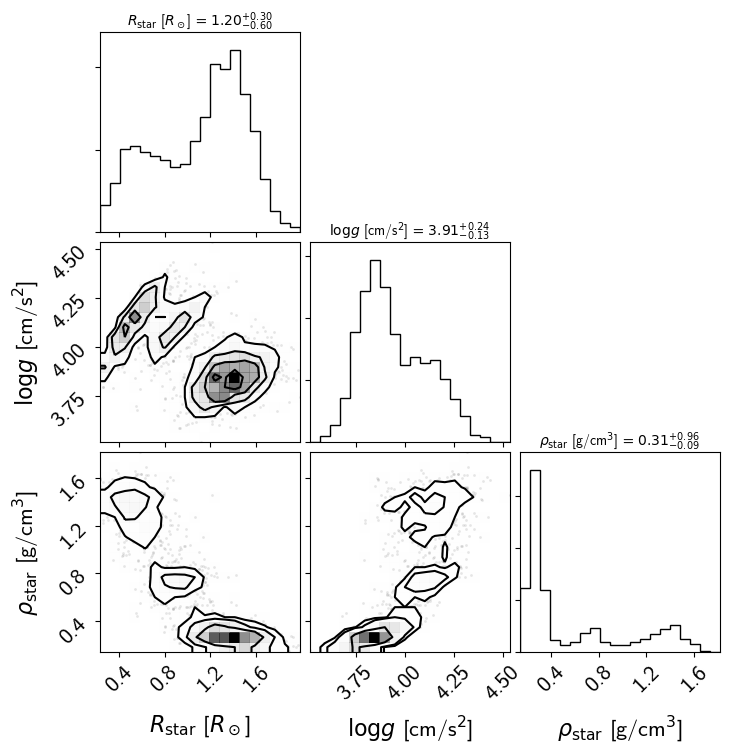 R_star [R_⊙] = 1.20^{+0.30}_{−0.60}
logg [cm/s²] = 3.91^{+0.24}_{−0.13}
4.50
4.25
4.00
3.75
logg [cm/s²]
ρ_star [g/cm³] = 0.31^{+0.96}_{−0.09}
1.6
1.2
0.8
0.4
ρ_star [g/cm³]
0.4 0.8 1.2 1.6
3.75 4.00 4.25 4.50
0.4 0.8 1.2 1.6
R_star [R_⊙]
logg [cm/s²]
ρ_star [g/cm³]